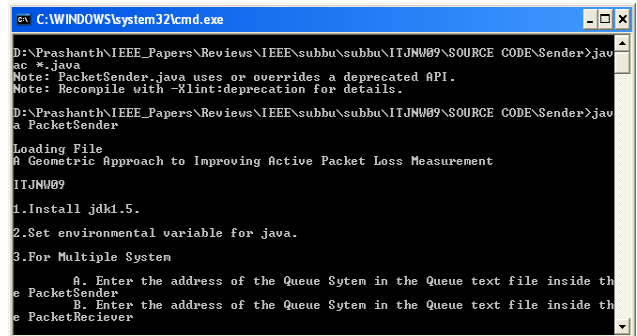 C:\WINDOWS\system32\cmd.exe
D:\Prashanth\IEEE_Papers\Reviews\IEEE\subbu\subbu\ITJNW09\SOURCE CODE\Sender>jav
ac *.java
Note: PacketSender.java uses or overrides a deprecated API.
Note: Recompile with -Xlint:deprecation for details.
D:\Prashanth\IEEE_Papers\Reviews\IEEE\subbu\subbu\ITJNW09\SOURCE CODE\Sender>jav
a PacketSender
Loading File
A Geometric Approach to Improving Active Packet Loss Measurement
ITJNW09
1.Install jdk1.5.
2.Set environmental variable for java.
3.For Multiple System
A. Enter the address of the Queue Sytem in the Queue text file inside th
e PacketSender
B. Enter the address of the Queue Sytem in the Queue text file inside th
e PacketReciever